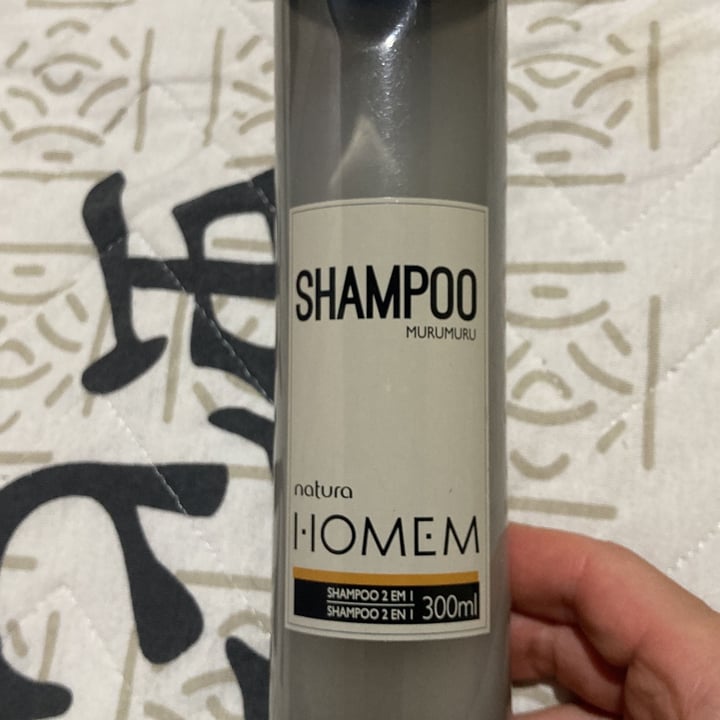 SHAMPOO
MURUMURU
natura
HOMEM
SHAMPOO 2 EM 1
SHAMPOO 2 EN 1
300ml